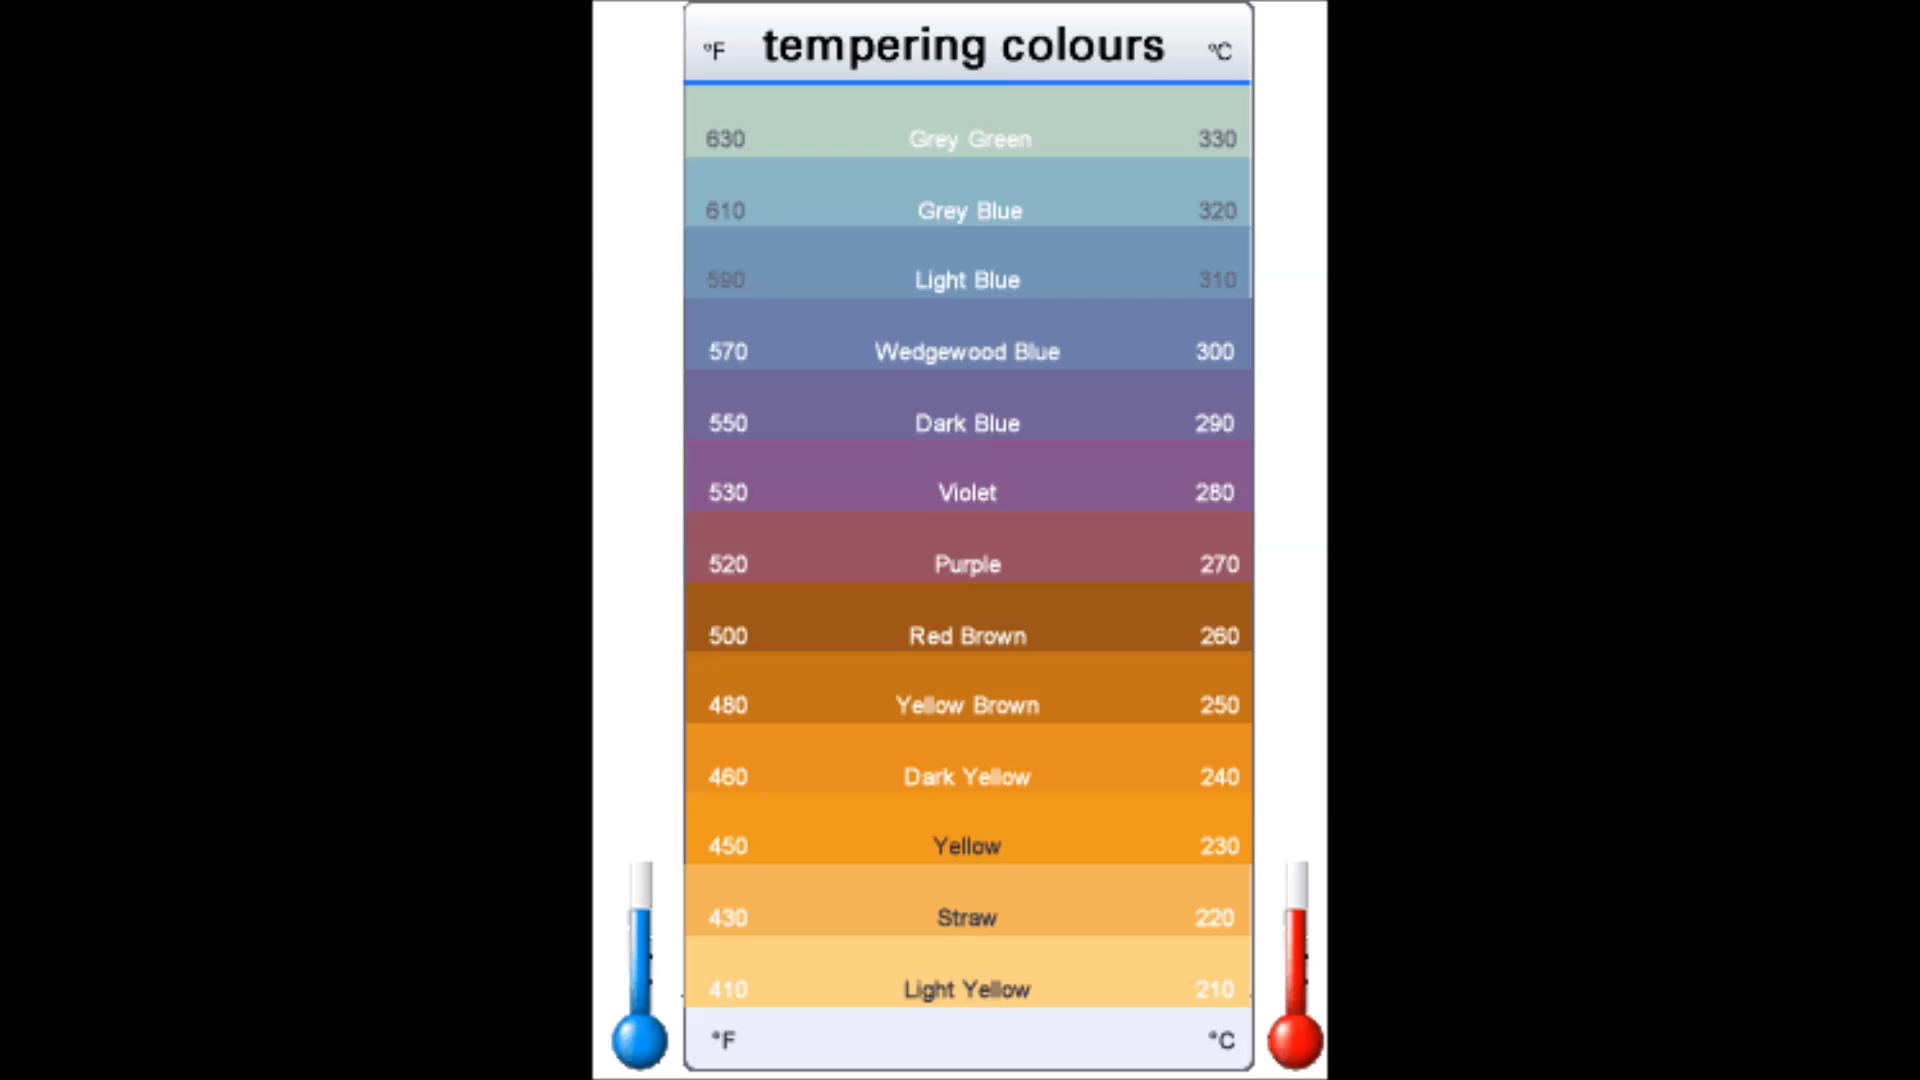 ºF tempering colours ºC
630 Grey Green 330
610 Grey Blue 320
590 Light Blue 310
570 Wedgewood Blue 300
550 Dark Blue 290
530 Violet 280
520 Purple 270
500 Red Brown 260
480 Yellow Brown 250
460 Dark Yellow 240
450 Yellow 230
430 Straw 220
410 Light Yellow 210
°F °C